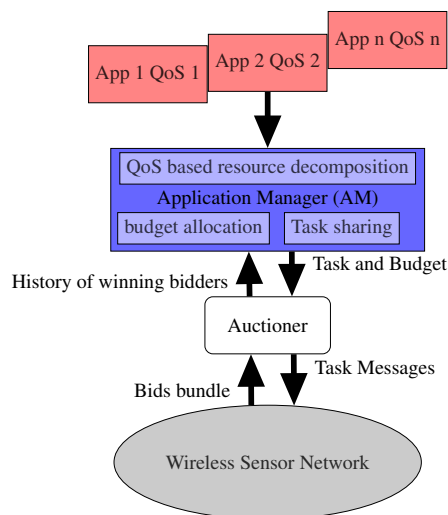 App 1 QoS 1
App 2 QoS 2
App n QoS n
QoS based resource decomposition
Application Manager (AM)
budget allocation
Task sharing
History of winning bidders
Task and Budget
Auctioner
Bids bundle
Task Messages
Wireless Sensor Network